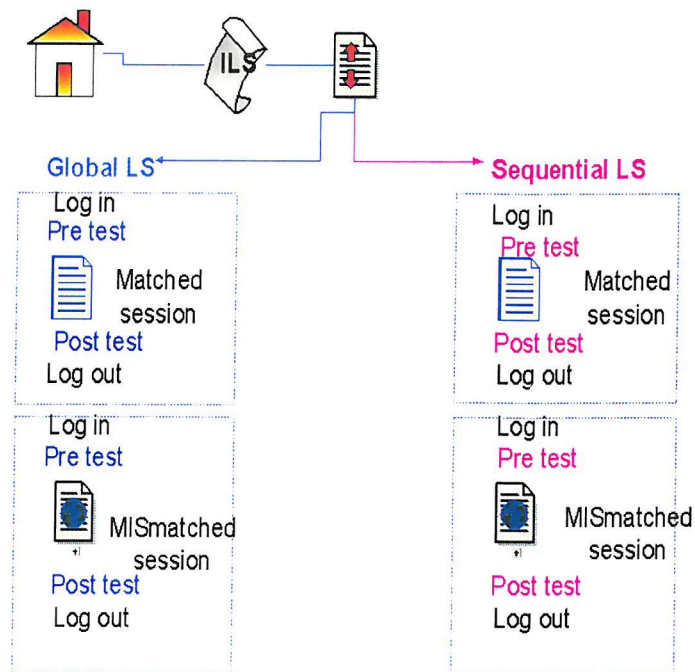 ILS
Global LS
Log in
Pre test
Matched
session
Post test
Log out
Log in
Pre test
MISmatched
session
Post test
Log out
Sequential LS
Log in
Pre test
Matched
session
Post test
Log out
Log in
Pre test
MISmatched
session
Post test
Log out